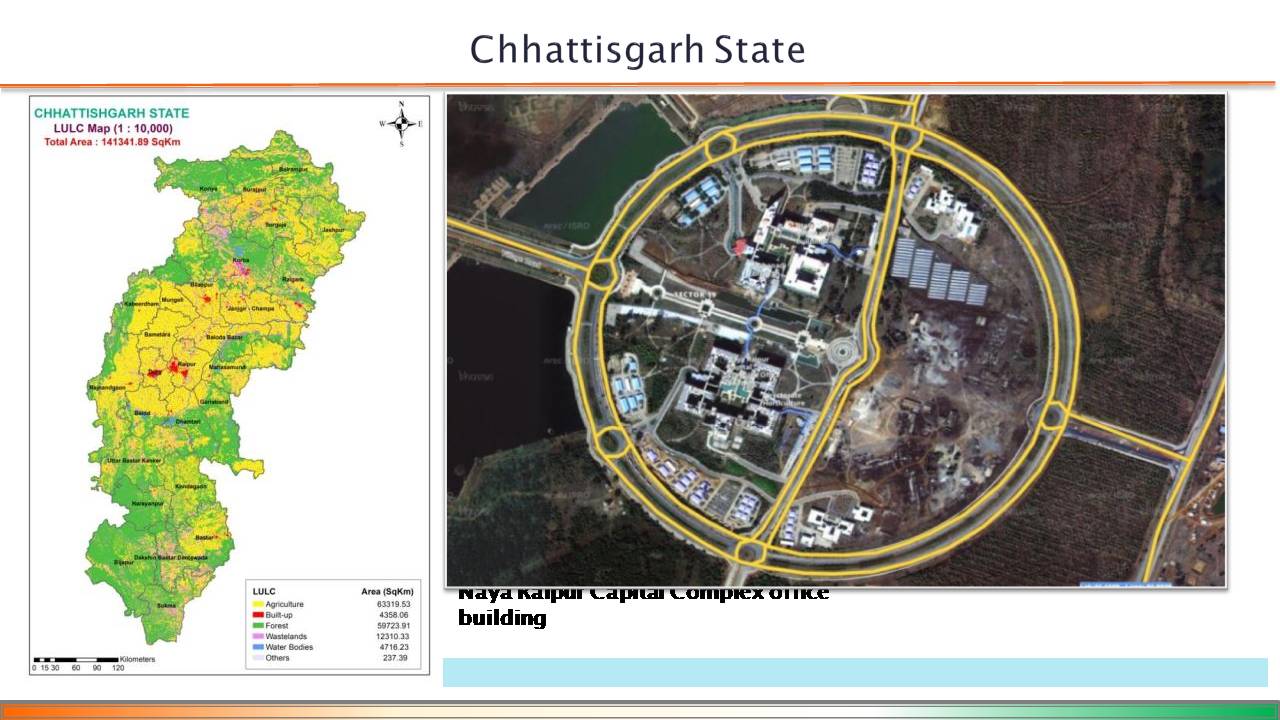 Chhattisgarh State
CHHATTISHGARH STATE
LULC Map (1 : 10,000)
Total Area : 141341.89 SqKm
N
W E
S
Balrampur
Koriya
Surajpur
Surguja
Jashpur
Korba
Raigarh
Bilaspur
Mungeli
Kabeerdham
Janjgir - Champa
Bametara
Baloda Bazar
Raipur
Durg
Mahasamund
Rajnandgaon
Gariaband
Balod
Dhamtari
Uttar Bastar Kanker
Kondagaon
Narayanpur
Bastar
Dakshin Bastar Dantewada
Bijapur
Sukma
LULC Area (SqKm)
Agriculture 63319.53
Built-up 4358.06
Forest 59723.91
Wastelands 12310.33
Water Bodies 4716.23
Others 237.39
Kilometers
0 15 30 60 90 120
SECTOR 19
Naya Raipur Capital Complex office
building